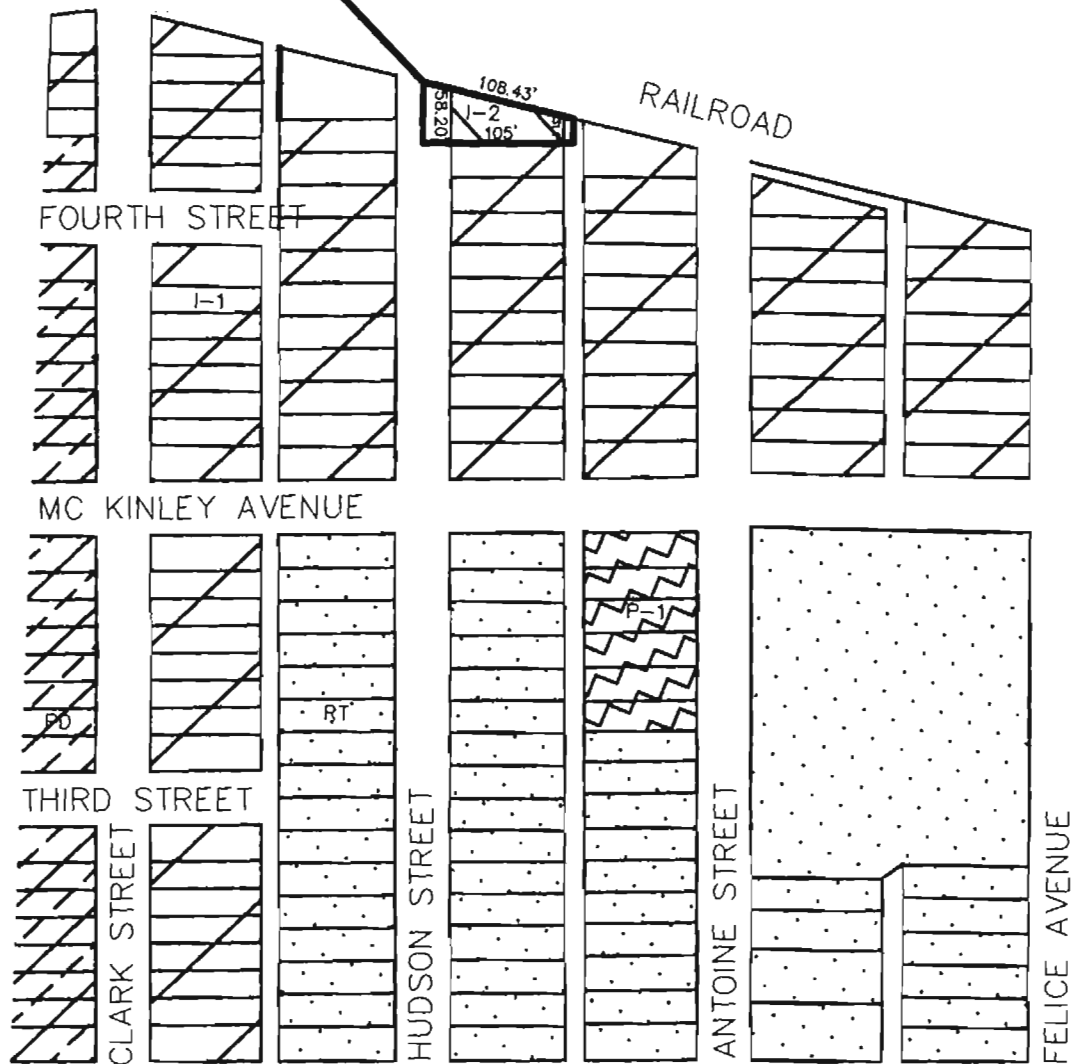 108.43'
RAILROAD
58.20'
I-2
105'
FOURTH STREET
I-1
MC KINLEY AVENUE
P-1
PD
RT
THIRD STREET
CLARK STREET
HUDSON STREET
ANTOINE STREET
FELICE AVENUE